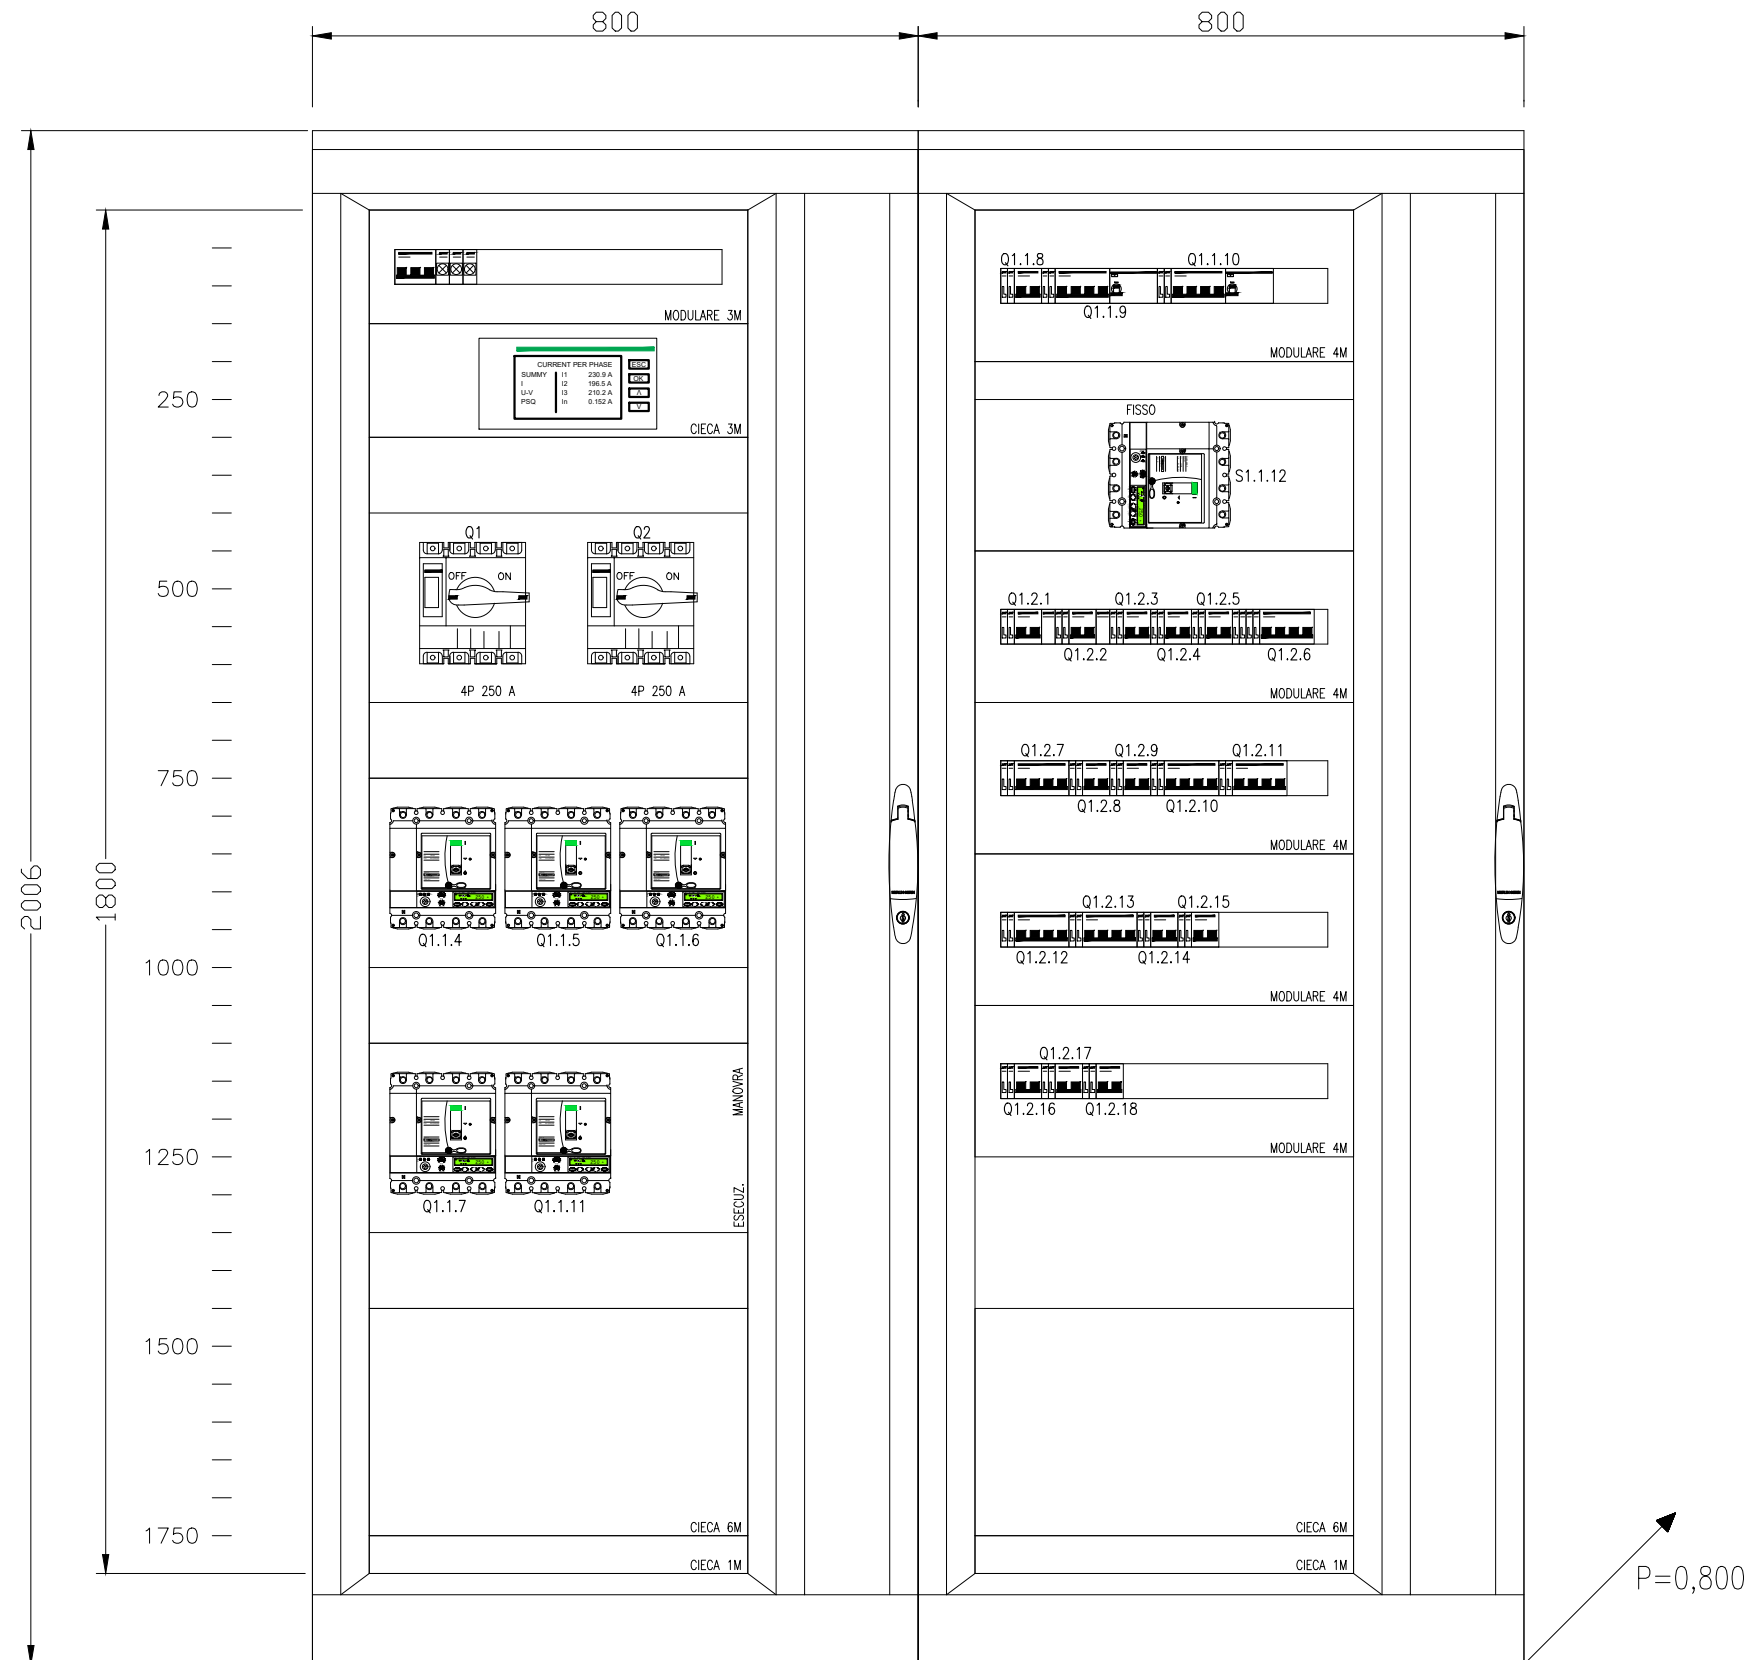 800
800
2006
1800
250
500
750
1000
1250
1500
1750
MODULARE 3M
CURRENT PER PHASE
SUMMY I1 230.9 A
I I2 196.5 A
U-V I3 210.2 A
PSQ In 0.152 A
ESC
OK
CIECA 3M
Q1
Q2
OFF ON
OFF ON
4P 250 A
4P 250 A
Q1.1.4
Q1.1.5
Q1.1.6
MANOVRA
ESECUZ.
Q1.1.7
Q1.1.11
CIECA 6M
CIECA 1M
Q1.1.8
Q1.1.10
Q1.1.9
MODULARE 4M
FISSO
S1.1.12
Q1.2.1
Q1.2.3
Q1.2.5
Q1.2.2
Q1.2.4
Q1.2.6
MODULARE 4M
Q1.2.7
Q1.2.9
Q1.2.11
Q1.2.8
Q1.2.10
MODULARE 4M
Q1.2.13
Q1.2.15
Q1.2.12
Q1.2.14
MODULARE 4M
Q1.2.17
Q1.2.16
Q1.2.18
MODULARE 4M
CIECA 6M
CIECA 1M
P=0,800